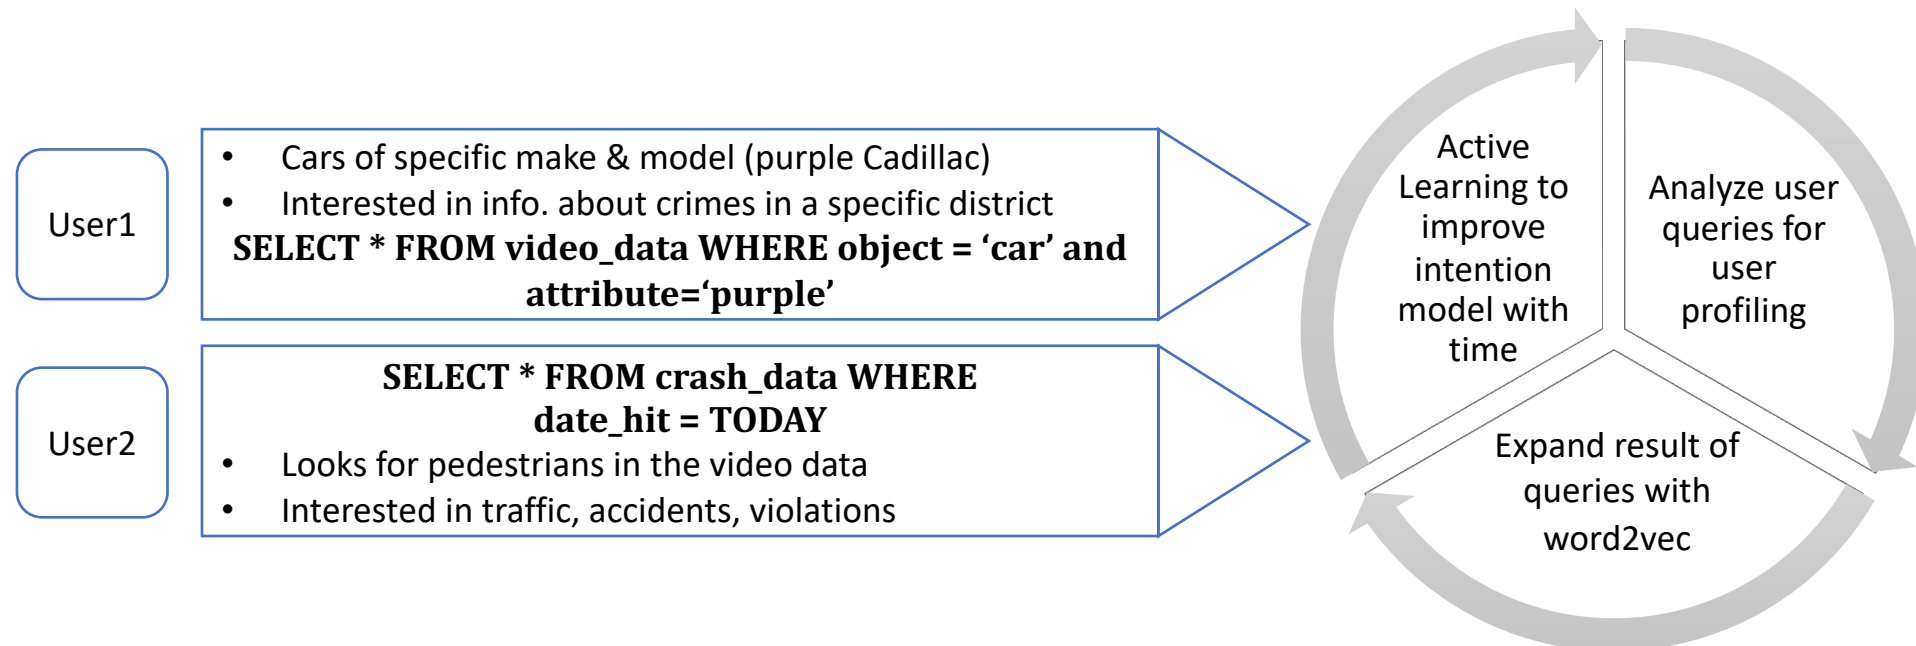 User1
• Cars of specific make & model (purple Cadillac)
• Interested in info. about crimes in a specific district
SELECT * FROM video_data WHERE object = ‘car’ and
attribute=‘purple’
User2
SELECT * FROM crash_data WHERE
date_hit = TODAY
• Looks for pedestrians in the video data
• Interested in traffic, accidents, violations
Active
Learning to
improve
intention
model with
time
Analyze user
queries for
user
profiling
Expand result of
queries with
word2vec